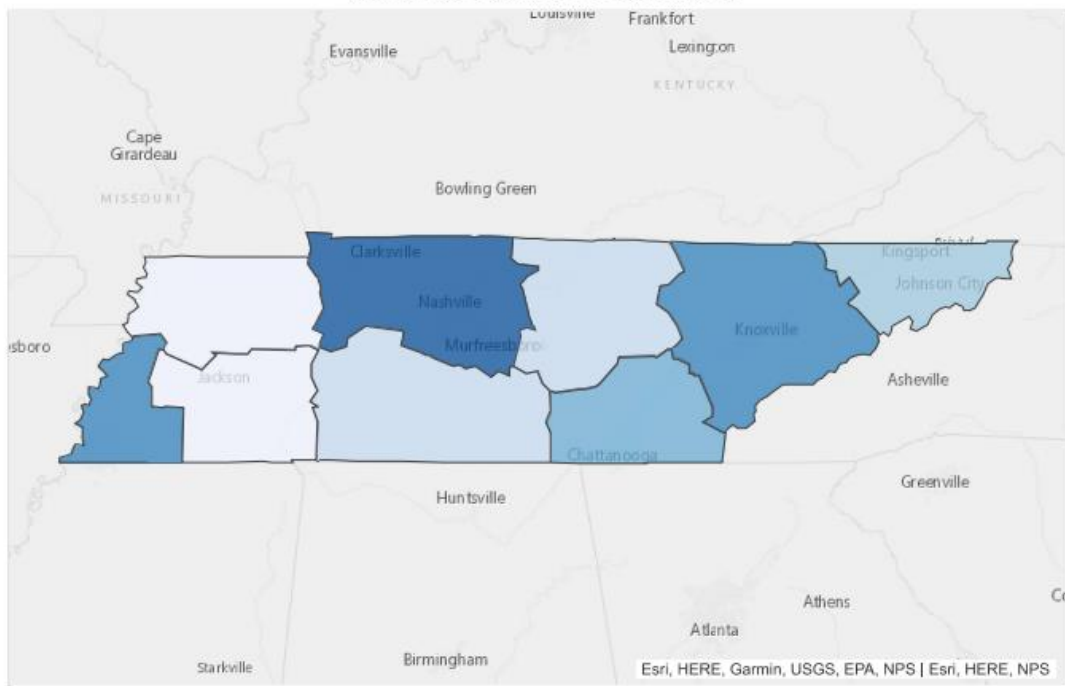 Louisville
Frankfort
Evansville
Lexington
KENTUCKY
Cape
Girardeau
MISSOURI
Bowling Green
Clarksville
Kingsport
Johnson City
Nashville
Knoxville
Murfreesboro
esboro
Jackson
Asheville
Chattanooga
Greenville
Huntsville
Athens
Atlanta
Birmingham
Starkville
Esri, HERE, Garmin, USGS, EPA, NPS | Esri, HERE, NPS